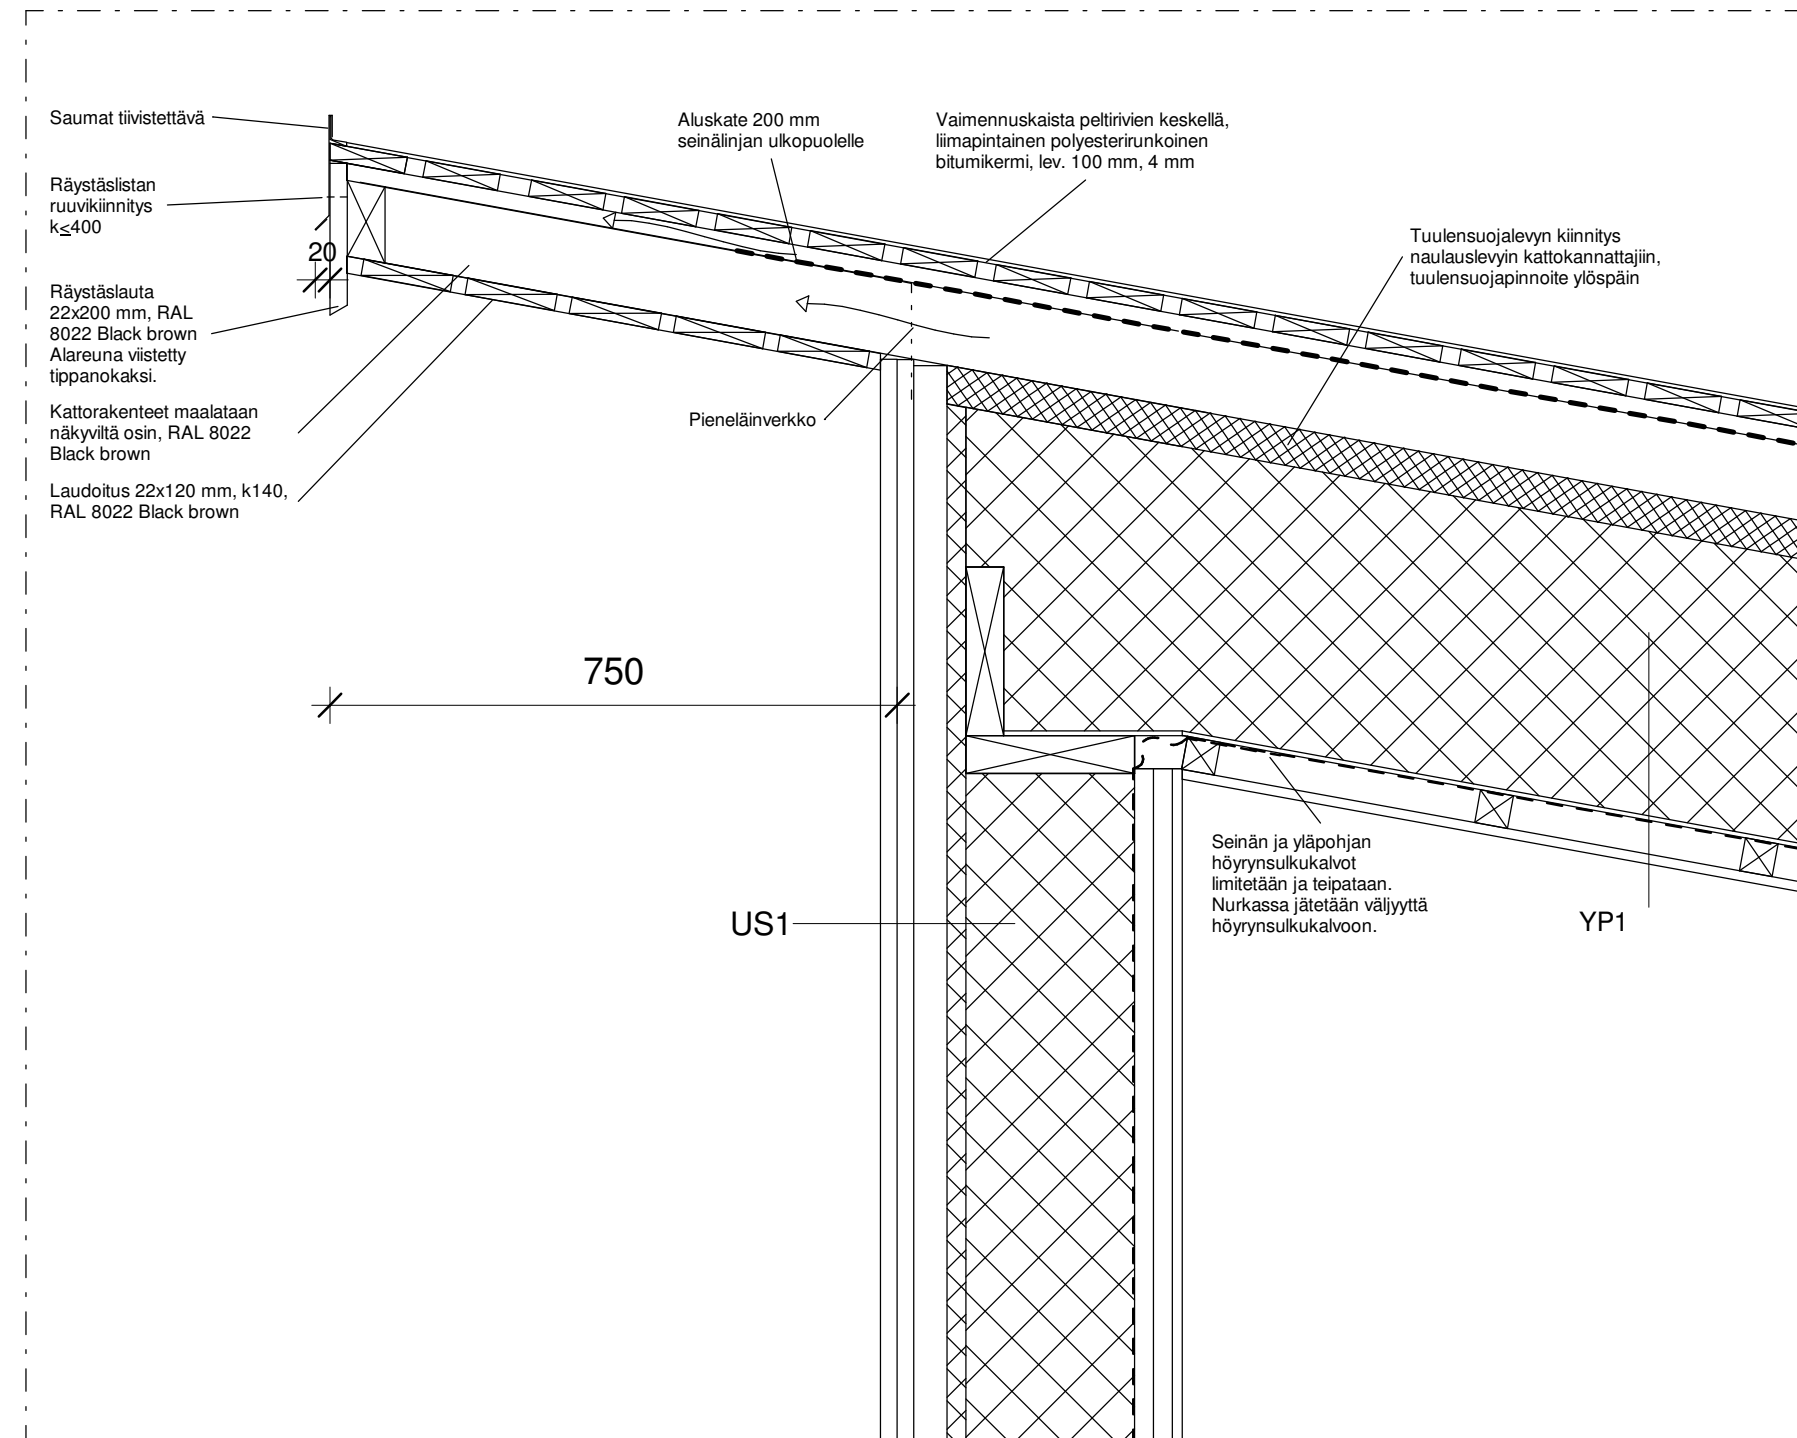 Saumat tiivistettävä
Räystäslistan
ruuvikiinnitys
k≤400
20
Räystäslauta
22x200 mm, RAL
8022 Black brown
Alareuna viistetty
tippanokaksi.
Kattorakenteet maalataan
näkyviltä osin, RAL 8022
Black brown
Laudoitus 22x120 mm, k140,
RAL 8022 Black brown
Aluskate 200 mm
seinälinjan ulkopuolelle
Vaimennuskaista peltirivien keskellä,
liimapintainen polyesterirunkoinen
bitumikermi, lev. 100 mm, 4 mm
Tuulensuojalevyn kiinnitys
naulauslevyin kattokannattajiin,
tuulensuojapinnoite ylöspäin
Pieneläinverkko
750
US1
Seinän ja yläpohjan
höyrynsulkukalvot
limitetään ja teipataan.
Nurkassa jätetään väljyyttä
höyrynsulkukalvoon.
YP1